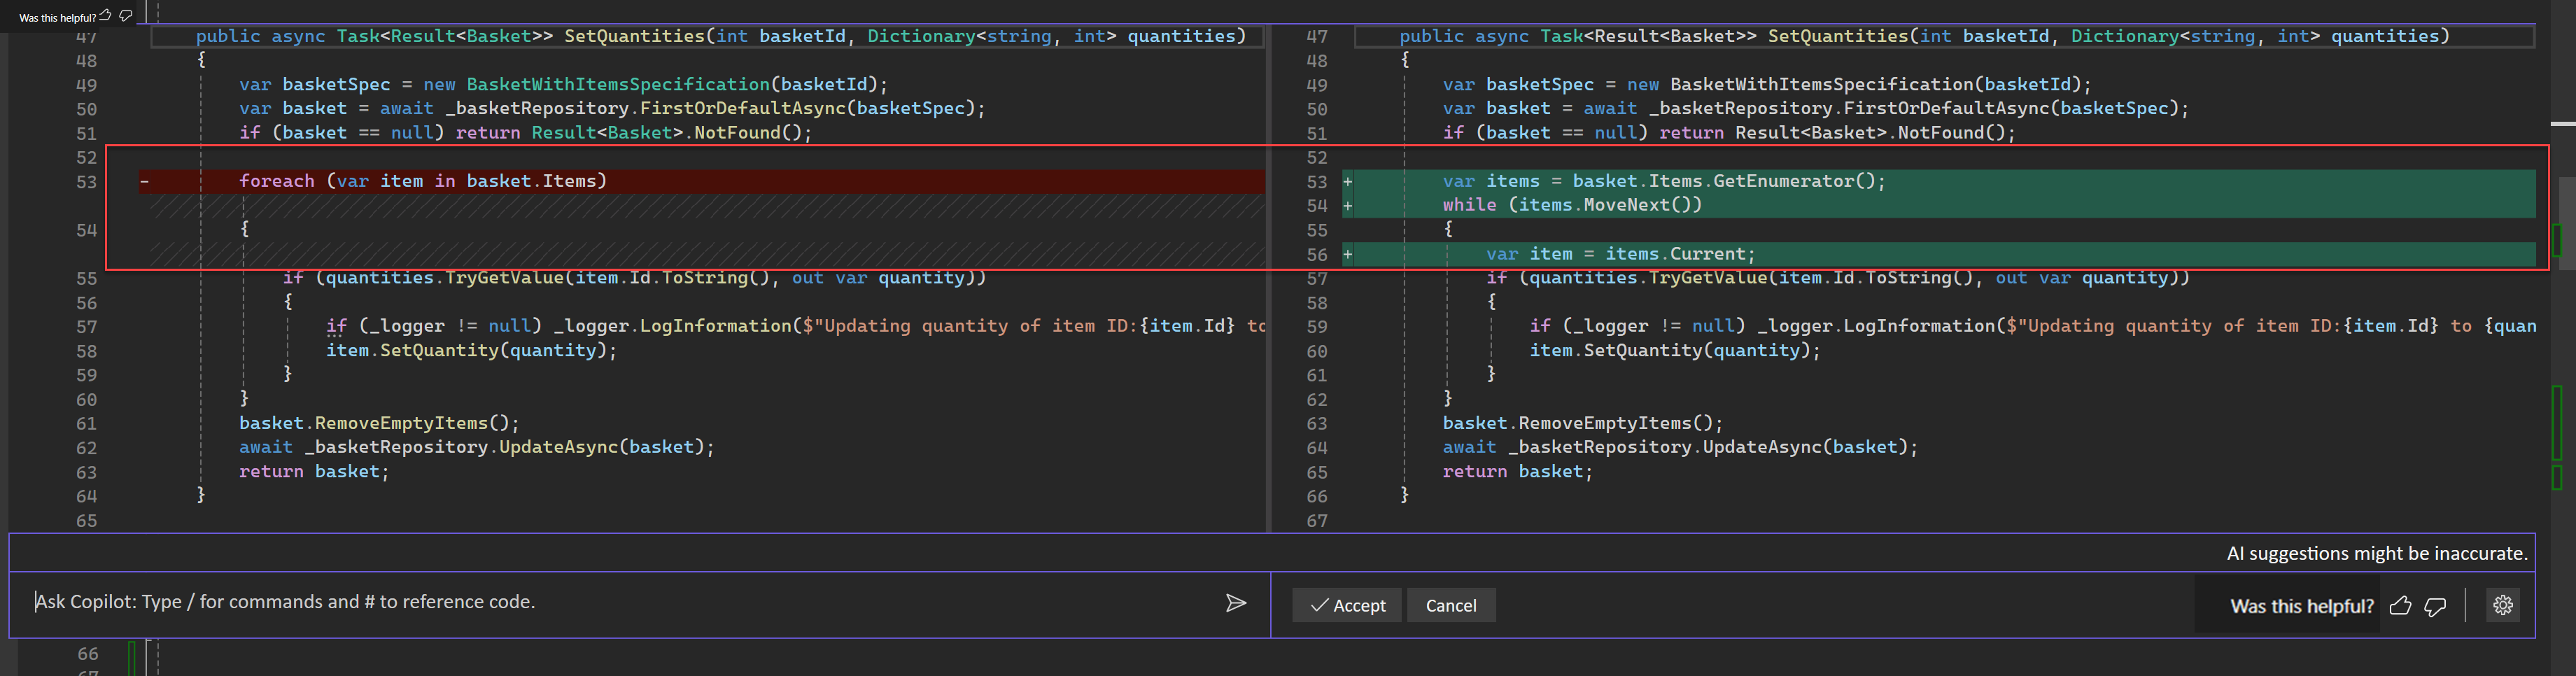 Was this helpful?
47 public async Task<Result<Basket>> SetQuantities(int basketId, Dictionary<string, int> quantities)
48 {
49 var basketSpec = new BasketWithItemsSpecification(basketId);
50 var basket = await _basketRepository.FirstOrDefaultAsync(basketSpec);
51 if (basket == null) return Result<Basket>.NotFound();
52
53 - foreach (var item in basket.Items)
54 {
55 if (quantities.TryGetValue(item.Id.ToString(), out var quantity))
56 {
57 if (_logger != null) _logger.LogInformation($"Updating quantity of item ID:{item.Id} to
58 item.SetQuantity(quantity);
59 }
60 }
61 basket.RemoveEmptyItems();
62 await _basketRepository.UpdateAsync(basket);
63 return basket;
64 }
65
47 public async Task<Result<Basket>> SetQuantities(int basketId, Dictionary<string, int> quantities)
48 {
49 var basketSpec = new BasketWithItemsSpecification(basketId);
50 var basket = await _basketRepository.FirstOrDefaultAsync(basketSpec);
51 if (basket == null) return Result<Basket>.NotFound();
52
53 + var items = basket.Items.GetEnumerator();
54 + while (items.MoveNext())
55 {
56 + var item = items.Current;
57 if (quantities.TryGetValue(item.Id.ToString(), out var quantity))
58 {
59 if (_logger != null) _logger.LogInformation($"Updating quantity of item ID:{item.Id} to {quan
60 item.SetQuantity(quantity);
61 }
62 }
63 basket.RemoveEmptyItems();
64 await _basketRepository.UpdateAsync(basket);
65 return basket;
66 }
67
AI suggestions might be inaccurate.
Ask Copilot: Type / for commands and # to reference code.
Accept
Cancel
Was this helpful?
66
67